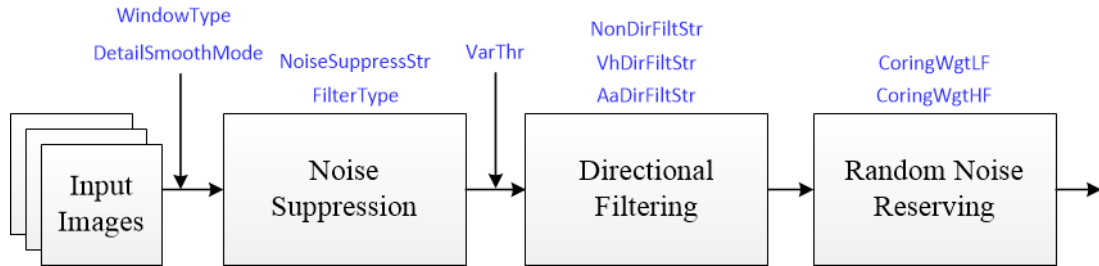 WindowType
DetailSmoothMode
NoiseSuppressStr
FilterType
VarThr
NonDirFiltStr
VhDirFiltStr
AaDirFiltStr
CoringWgtLF
CoringWgtHF
Input
Images
Noise
Suppression
Directional
Filtering
Random Noise
Reserving